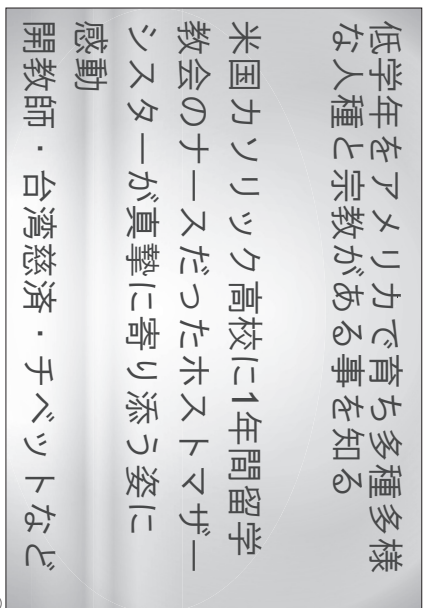 低学年をアメリカで育ち多種多様
な人種と宗教がある事を知る
米国カソリック高校に1年間留学
教会のナースだったホストマザー
シスターが真摯に寄り添う姿に
感動
開教師・台湾慈済・チベットなど